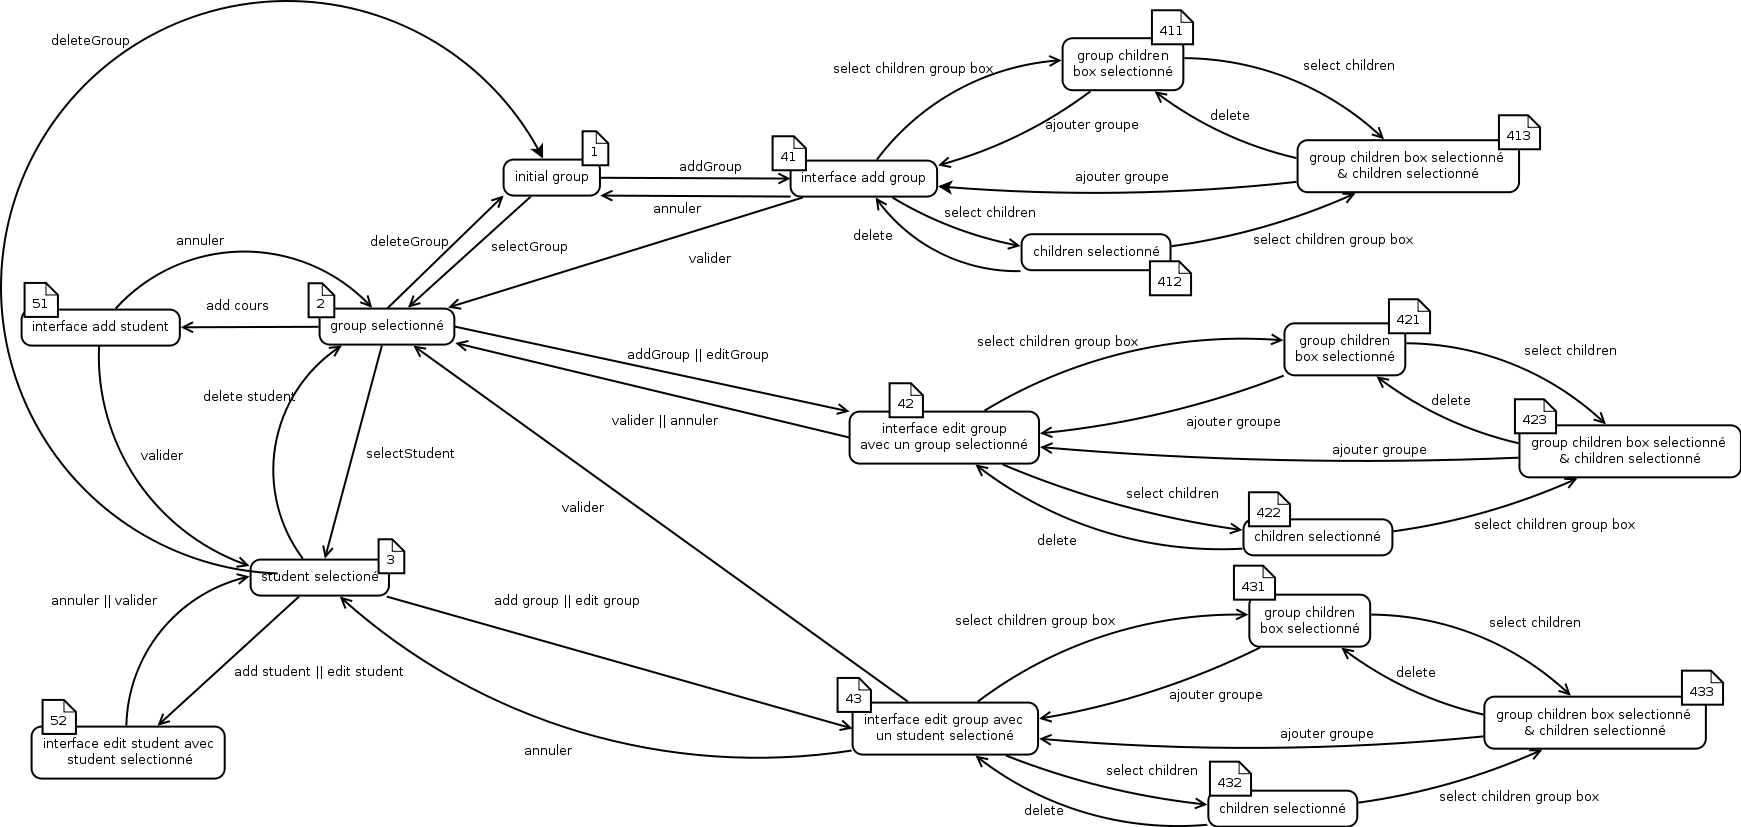 deleteGroup
411
group children
box selectionné
select children group box
select children
delete
ajouter groupe
413
group children box selectionné
& children selectionné
1
initial group
addGroup
41
interface add group
ajouter groupe
annuler
select children
delete
children selectionné
412
select children group box
deleteGroup
selectGroup
valider
annuler
51
interface add student
add cours
2
group selectionné
addGroup || editGroup
valider || annuler
select children group box
421
group children
box selectionné
select children
delete
42
interface edit group
avec un group selectionné
ajouter groupe
423
group children box selectionné
& children selectionné
ajouter groupe
select children
422
children selectionné
delete
select children group box
delete student
valider
selectStudent
valider
3
student selectioné
annuler || valider
add group || edit group
add student || edit student
52
interface edit student avec
student selectionné
annuler
431
group children
box selectionné
select children group box
select children
delete
43
interface edit group avec
un student selectioné
ajouter groupe
433
group children box selectionné
& children selectionné
ajouter groupe
select children
432
children selectionné
delete
select children group box